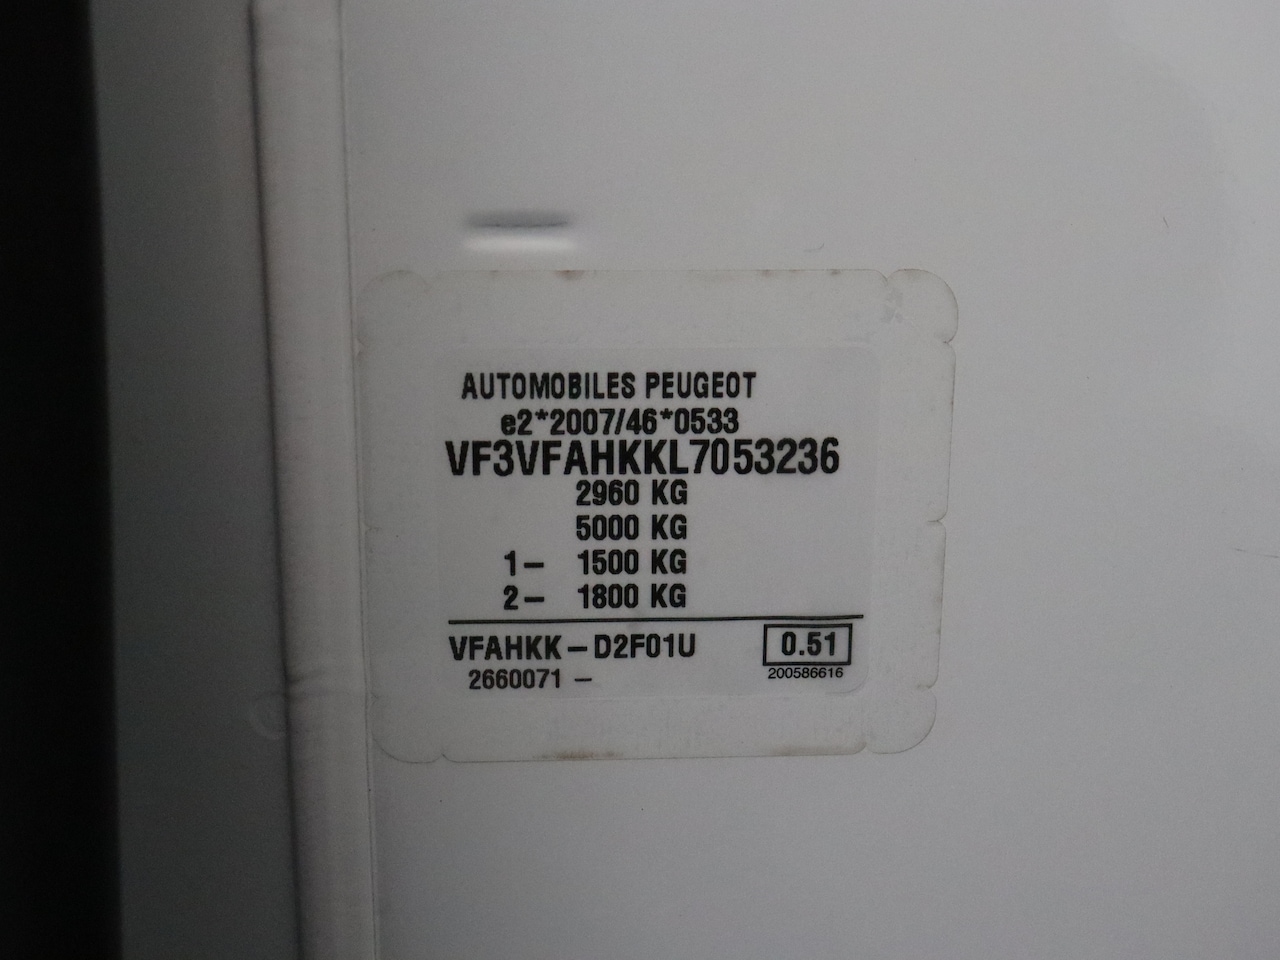 AUTOMOBILES PEUGEOT
e2*2007/46*0533
VF3VFAHKKL7053236
2960 KG
5000 KG
1- 1500 KG
2- 1800 KG
VFAHKK-D2F01U 0.51
2660071 - 200586616